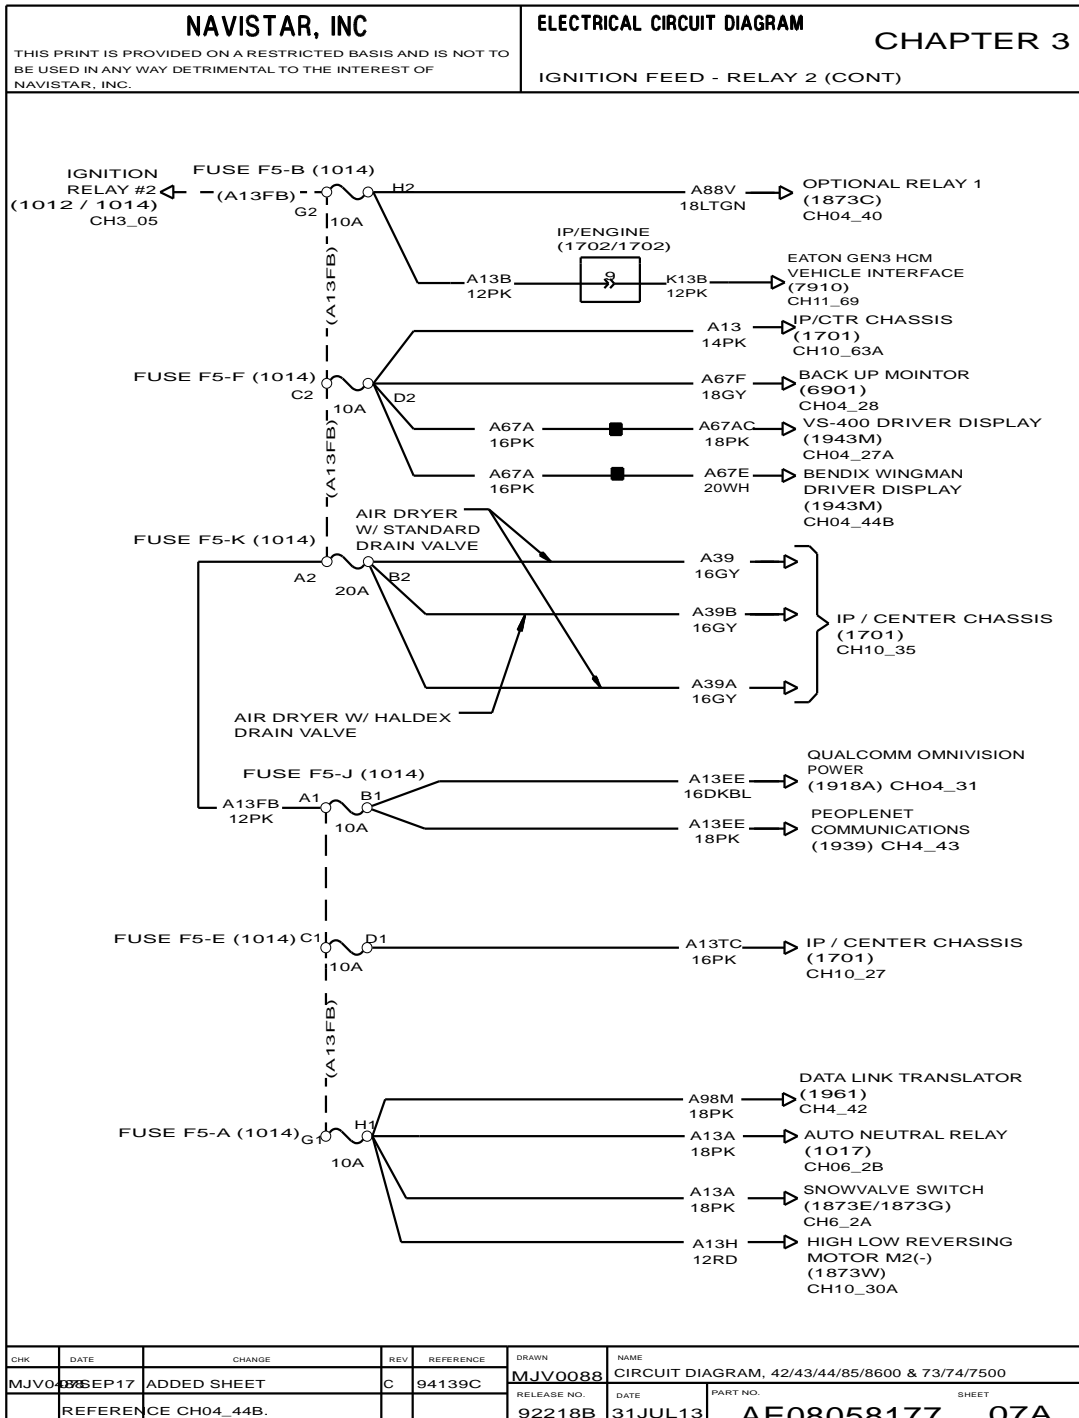 NAVISTAR, INC
THIS PRINT IS PROVIDED ON A RESTRICTED BASIS AND IS NOT TO
BE USED IN ANY WAY DETRIMENTAL TO THE INTEREST OF
NAVISTAR, INC.
ELECTRICAL CIRCUIT DIAGRAM
CHAPTER 3
IGNITION FEED - RELAY 2 (CONT)
IGNITION
RELAY #2
(1012 / 1014)
CH3_05
(A13FB)
FUSE F5-B (1014)
G2
H2
10A
A88V
18LTGN
OPTIONAL RELAY 1
(1873C)
CH04_40
IP/ENGINE
(1702/1702)
9
A13B
12PK
K13B
12PK
EATON GEN3 HCM
VEHICLE INTERFACE
(7910)
CH11_69
(A13FB)
A13
14PK
IP/CTR CHASSIS
(1701)
CH10_63A
FUSE F5-F (1014)
C2
D2
10A
A67F
18GY
BACK UP MOINTOR
(6901)
CH04_28
(A13FB)
A67A
16PK
A67AC
18PK
VS-400 DRIVER DISPLAY
(1943M)
CH04_27A
A67A
16PK
A67E
20WH
BENDIX WINGMAN
DRIVER DISPLAY
(1943M)
CH04_44B
AIR DRYER
W/ STANDARD
DRAIN VALVE
FUSE F5-K (1014)
A2
B2
20A
A39
16GY
A39B
16GY
IP / CENTER CHASSIS
(1701)
CH10_35
A39A
16GY
AIR DRYER W/ HALDEX
DRAIN VALVE
FUSE F5-J (1014)
A13FB
12PK
A1
B1
10A
A13EE
16DKBL
QUALCOMM OMNIVISION
POWER
(1918A) CH04_31
A13EE
18PK
PEOPLENET
COMMUNICATIONS
(1939) CH4_43
FUSE F5-E (1014)
C1
D1
10A
A13TC
16PK
IP / CENTER CHASSIS
(1701)
CH10_27
(A13FB)
A98M
18PK
DATA LINK TRANSLATOR
(1961)
CH4_42
FUSE F5-A (1014)
G1
H1
10A
A13A
18PK
AUTO NEUTRAL RELAY
(1017)
CH06_2B
A13A
18PK
SNOWVALVE SWITCH
(1873E/1873G)
CH6_2A
A13H
12RD
HIGH LOW REVERSING
MOTOR M2(-)
(1873W)
CH10_30A
CHK DATE CHANGE REV REFERENCE
SEP17 ADDED SHEET C 94139C
REFERENCE CH04_44B.
DRAWN
MJV0088
NAME
CIRCUIT DIAGRAM, 42/43/44/85/8600 & 73/74/7500
RELEASE NO.
92218B
DATE
31JUL13
PART NO.
AE08058177
SHEET
07A